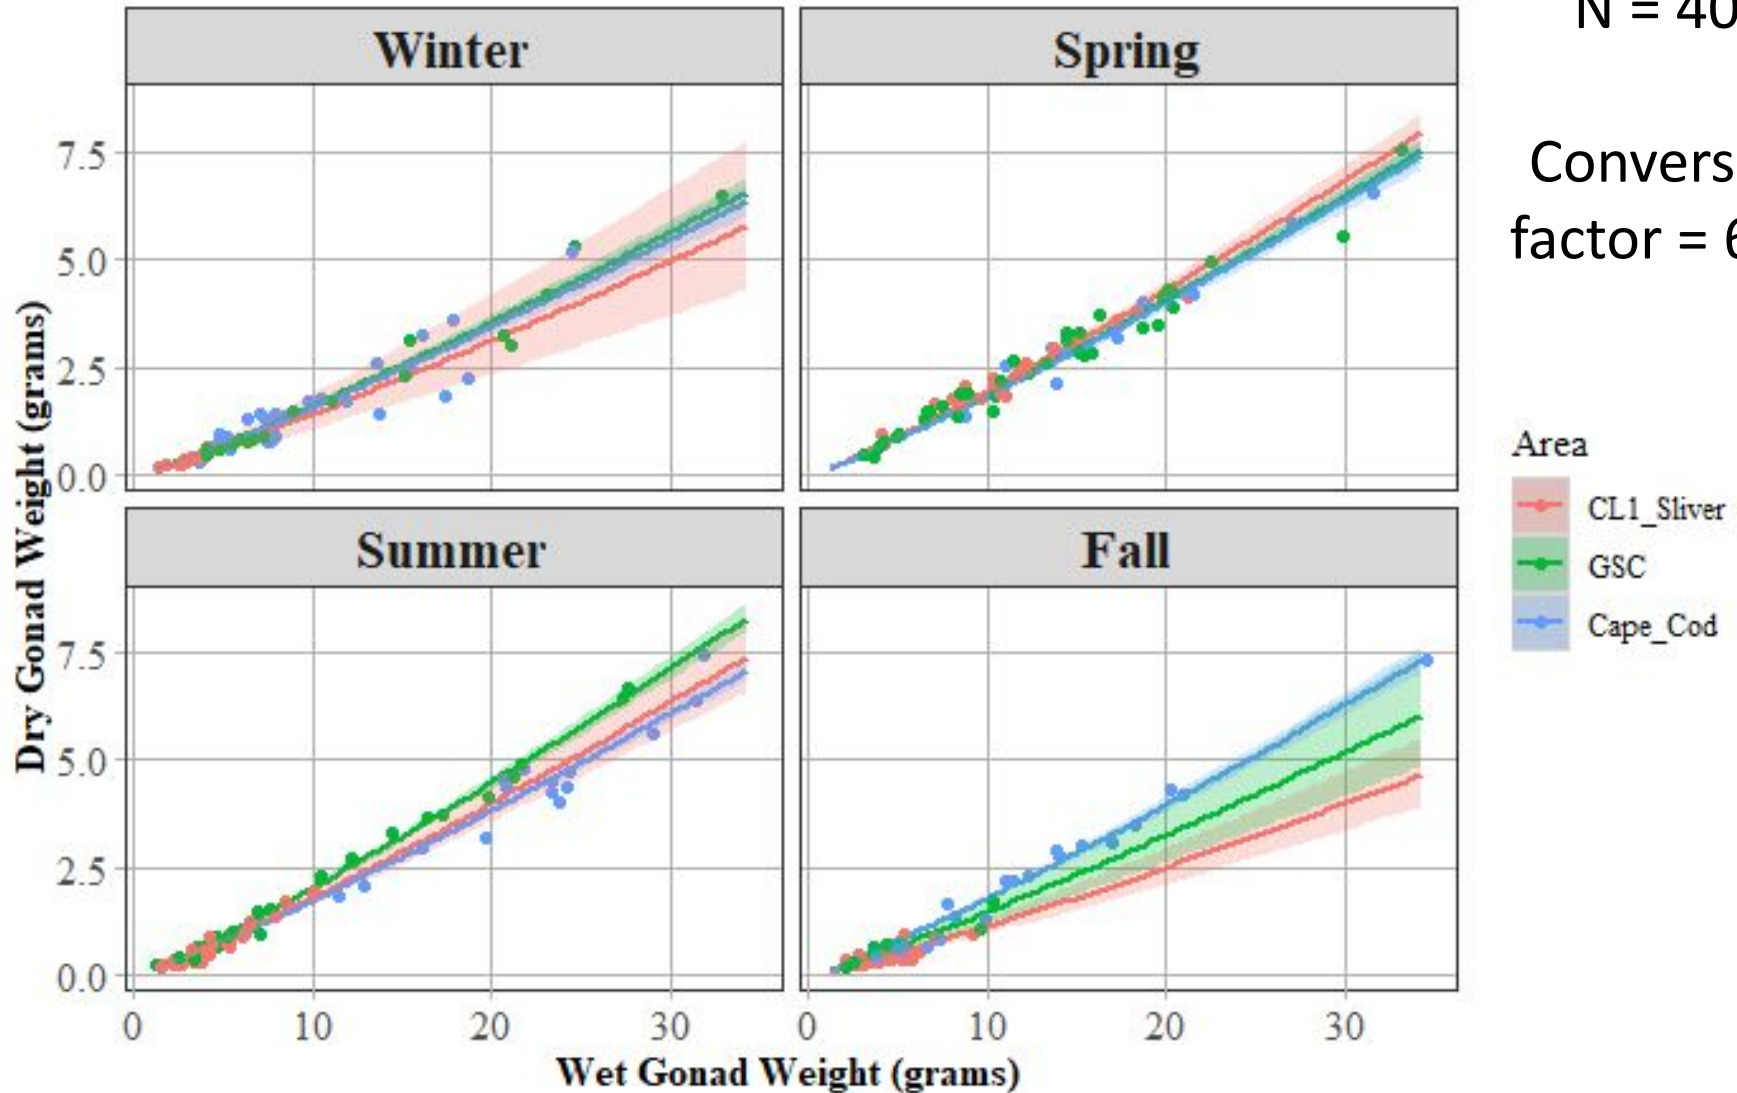 Winter
Spring
N = 40
Convers
factor = 6
7.5
5.0
2.5
0.0
Dry Gonad Weight (grams)
Area
CL1_Sliver
GSC
Cape_Cod
Summer
Fall
7.5
5.0
2.5
0.0
0 10 20 30 0 10 20 30
Wet Gonad Weight (grams)